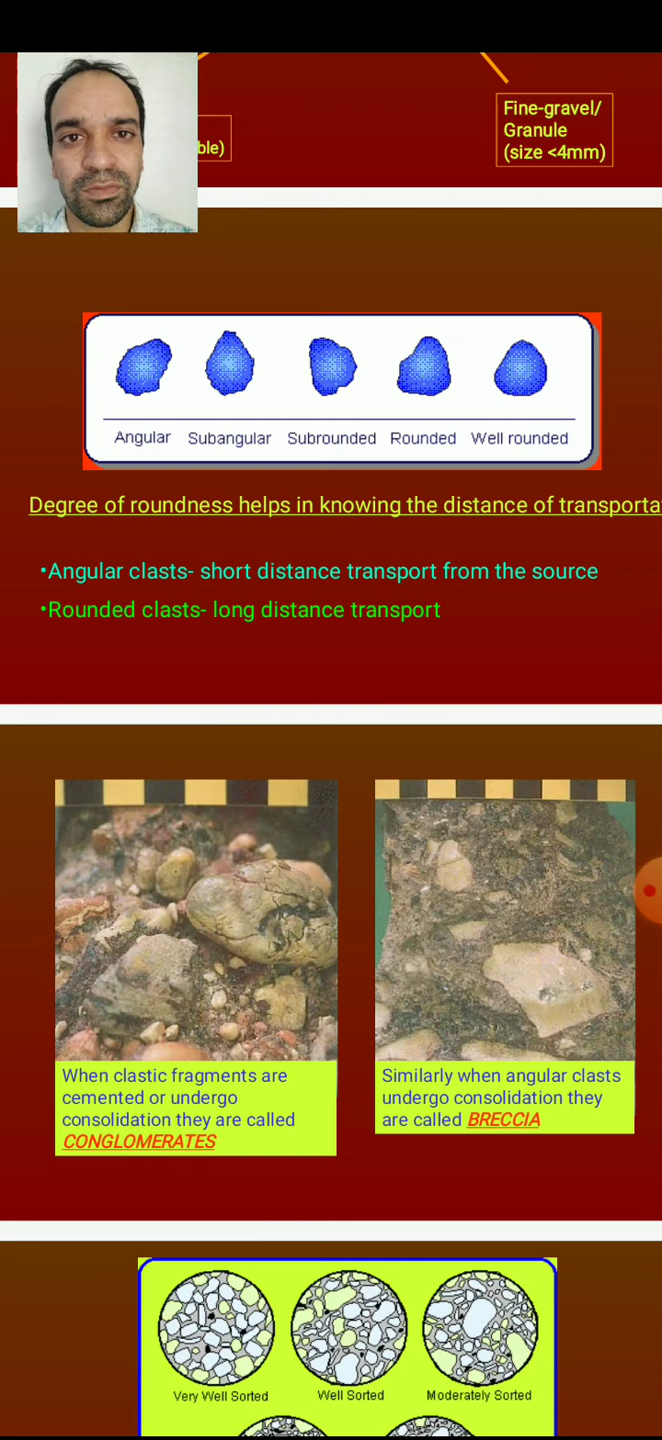 ble)
Fine-gravel/
Granule
(size <4mm)
Angular Subangular Subrounded Rounded Well rounded
Degree of roundness helps in knowing the distance of transporta
•Angular clasts- short distance transport from the source
•Rounded clasts- long distance transport
When clastic fragments are
cemented or undergo
consolidation they are called
CONGLOMERATES
Similarly when angular clasts
undergo consolidation they
are called BRECCIA
Very Well Sorted Well Sorted Moderately Sorted